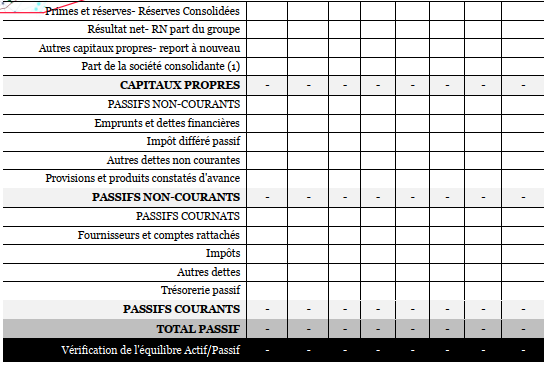 Primes et réserves- Réserves Consolidées
Résultat net- RN part du groupe
Autres capitaux propres- report à nouveau
Part de la société consolidante (1)
CAPITAUX PROPRES - - - - - - - -
PASSIFS NON-COURANTS
Emprunts et dettes financières
Impôt différé passif
Autres dettes non courantes
Provisions et produits constatés d'avance
PASSIFS NON-COURANTS - - - - - - - -
PASSIFS COURNATS
Fournisseurs et comptes rattachés
Impôts
Autres dettes
Trésorerie passif
PASSIFS COURANTS - - - - - - - -
TOTAL PASSIF - - - - - - - -
Vérification de l'équilibre Actif/Passif - - - - - - - -